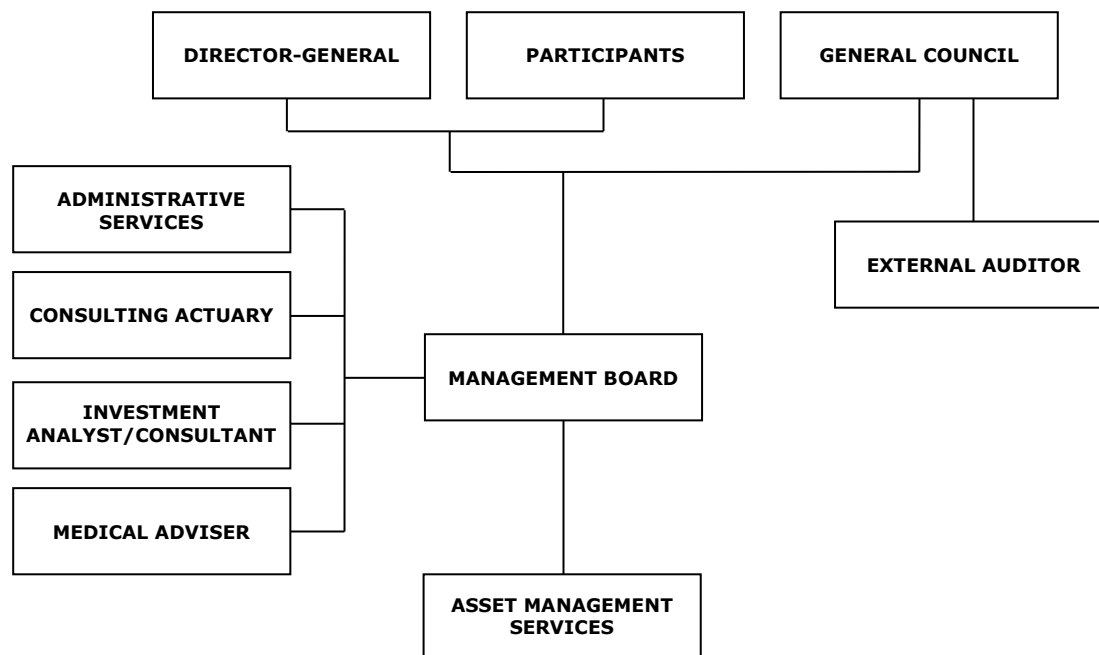 DIRECTOR-GENERAL
PARTICIPANTS
GENERAL COUNCIL
ADMINISTRATIVE
SERVICES
EXTERNAL AUDITOR
CONSULTING ACTUARY
MANAGEMENT BOARD
INVESTMENT
ANALYST/CONSULTANT
MEDICAL ADVISER
ASSET MANAGEMENT
SERVICES